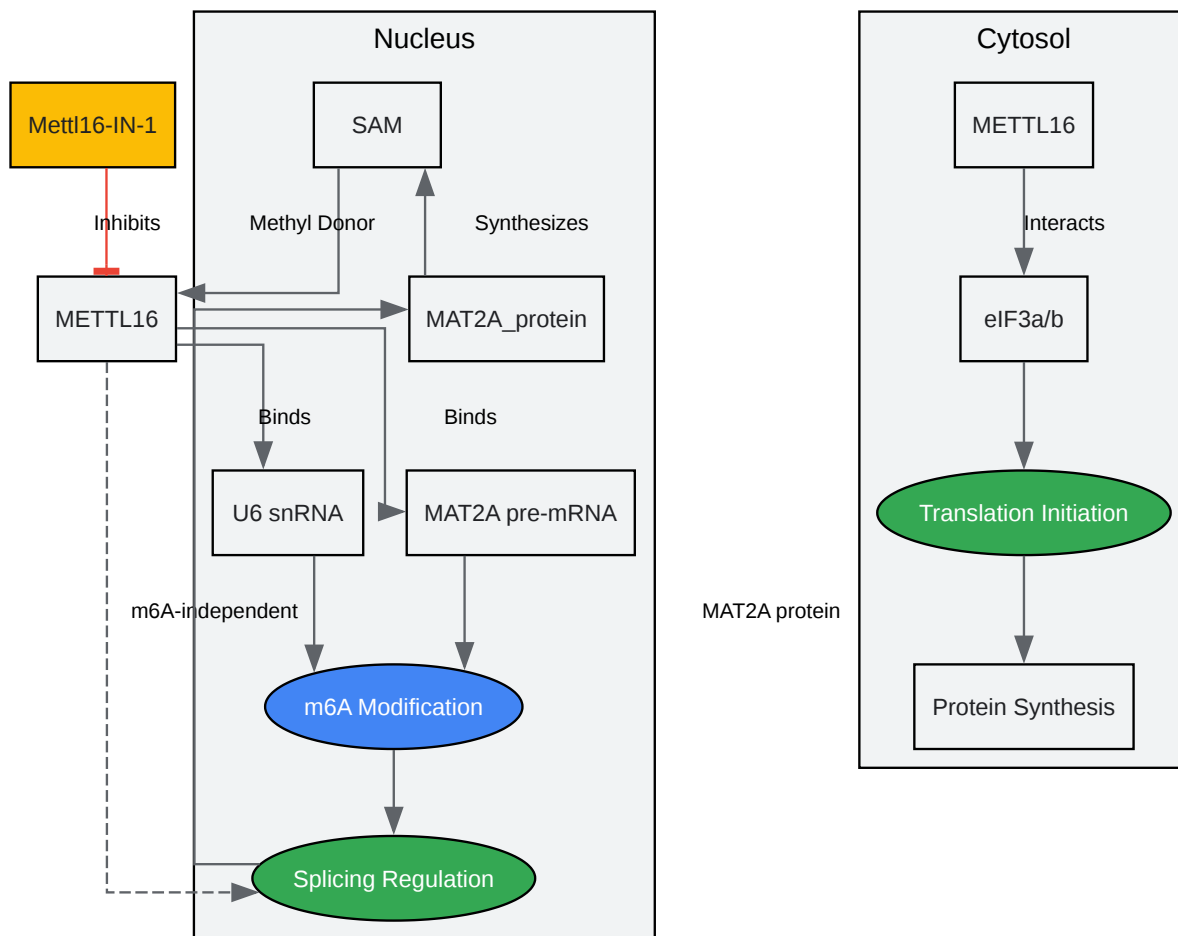 Nucleus
Cytosol
Mettl16-IN-1
SAM
METTL16
Inhibits
Methyl Donor
Synthesizes
Interacts
METTL16
MAT2A_protein
eIF3a/b
Binds
Binds
U6 snRNA
MAT2A pre-mRNA
Translation Initiation
m6A-independent
MAT2A protein
m6A Modification
Protein Synthesis
Splicing Regulation